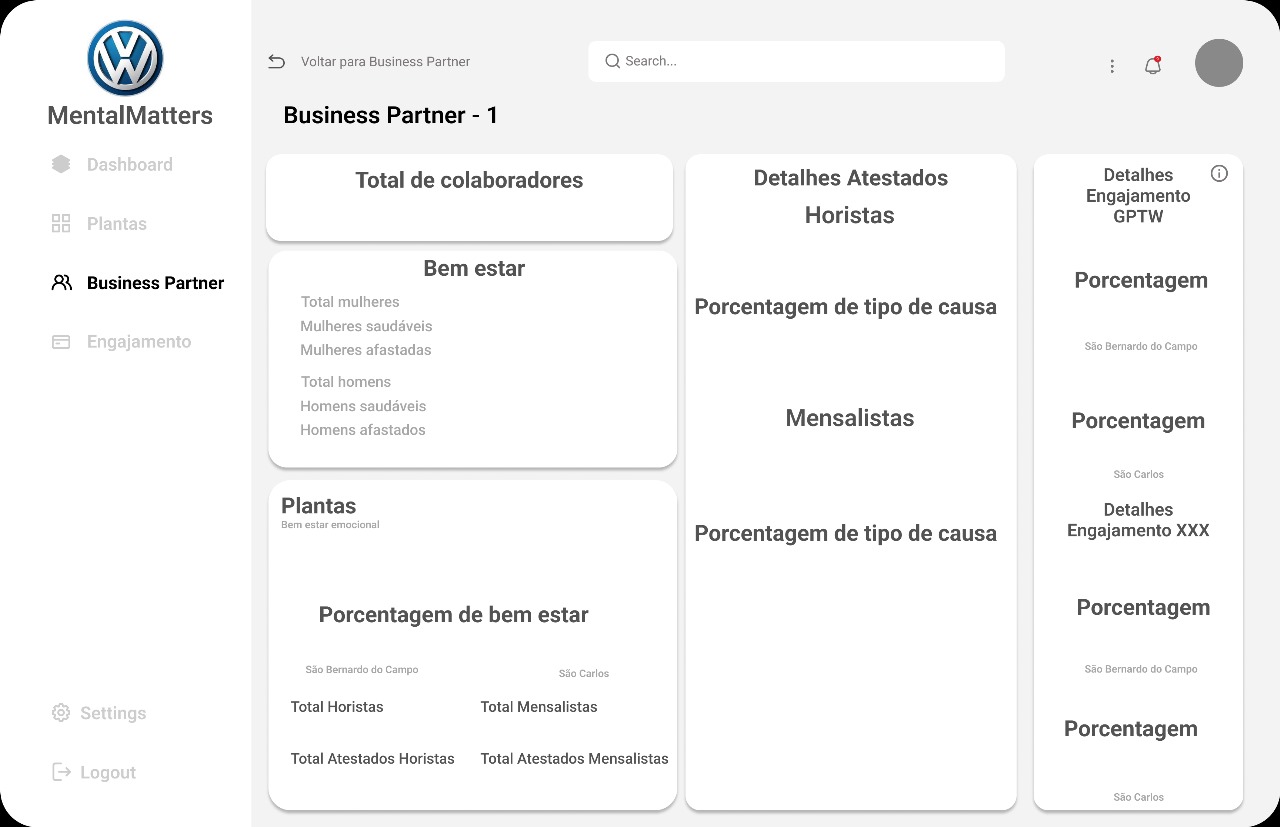 MentalMatters
Dashboard
Plantas
Business Partner
Engajamento
Settings
Logout
Voltar para Business Partner
Search...
Business Partner - 1
Total de colaboradores
Bem estar
Total mulheres
Mulheres saudáveis
Mulheres afastadas
Total homens
Homens saudáveis
Homens afastados
Plantas
Bem estar emocional
Porcentagem de bem estar
São Bernardo do Campo
São Carlos
Total Horistas
Total Mensalistas
Total Atestados Horistas
Total Atestados Mensalistas
Detalhes Atestados
Horistas
Porcentagem de tipo de causa
Mensalistas
Porcentagem de tipo de causa
Detalhes
Engajamento
GPTW
Porcentagem
São Bernardo do Campo
Porcentagem
São Carlos
Detalhes
Engajamento XXX
Porcentagem
São Bernardo do Campo
Porcentagem
São Carlos